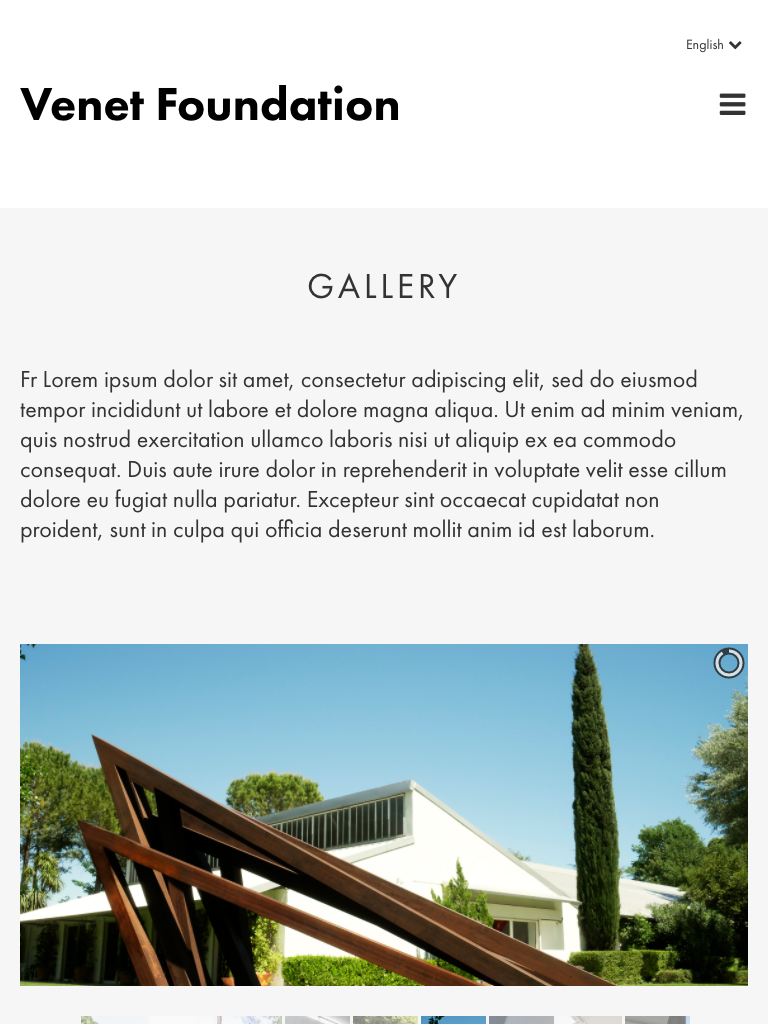 English
Venet Foundation
GALLERY
Fr Lorem ipsum dolor sit amet, consectetur adipiscing elit, sed do eiusmod
tempor incididunt ut labore et dolore magna aliqua. Ut enim ad minim veniam,
quis nostrud exercitation ullamco laboris nisi ut aliquip ex ea commodo
consequat. Duis aute irure dolor in reprehenderit in voluptate velit esse cillum
dolore eu fugiat nulla pariatur. Excepteur sint occaecat cupidatat non
proident, sunt in culpa qui officia deserunt mollit anim id est laborum.